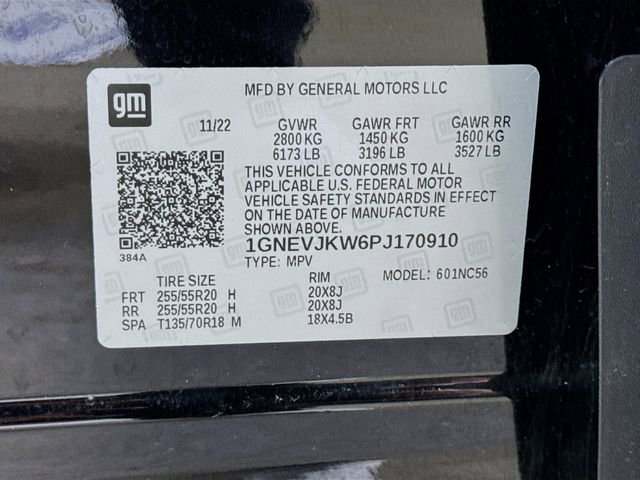 gm
MFD BY GENERAL MOTORS LLC
11/22 GVWR GAWR FRT GAWR RR
2800 KG 1450 KG 1600 KG
6173 LB 3196 LB 3527 LB
THIS VEHICLE CONFORMS TO ALL
APPLICABLE U.S. FEDERAL MOTOR
VEHICLE SAFETY STANDARDS IN EFFECT
ON THE DATE OF MANUFACTURE
SHOWN ABOVE.
384A
1GNEVJKW6PJ170910
TYPE: MPV MODEL: 601NC56
TIRE SIZE RIM
FRT 255/55R20 H 20X8J
RR 255/55R20 H 20X8J
SPA T135/70R18 M 18X4.5B